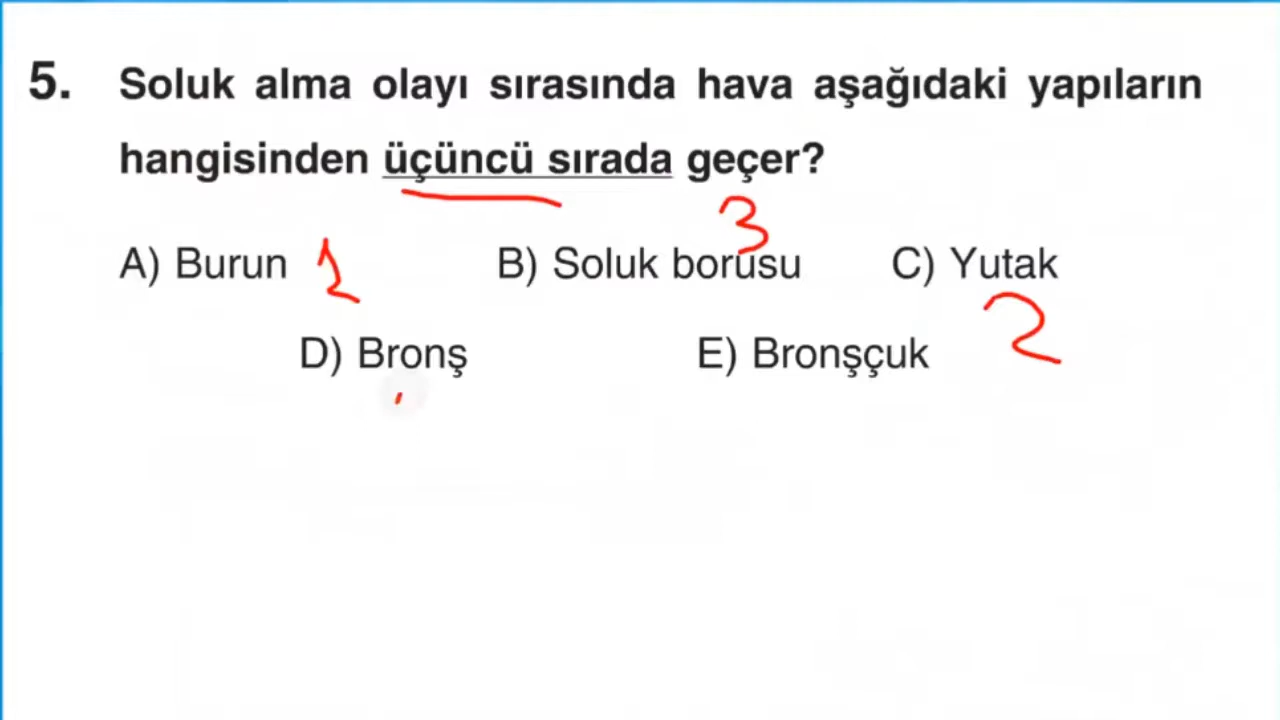 5. Soluk alma olayı sırasında hava aşağıdaki yapıların
hangisinden üçüncü sırada geçer?
3
A) Burun 1 B) Soluk borusu C) Yutak
2
D) Bronş E) Bronşçuk